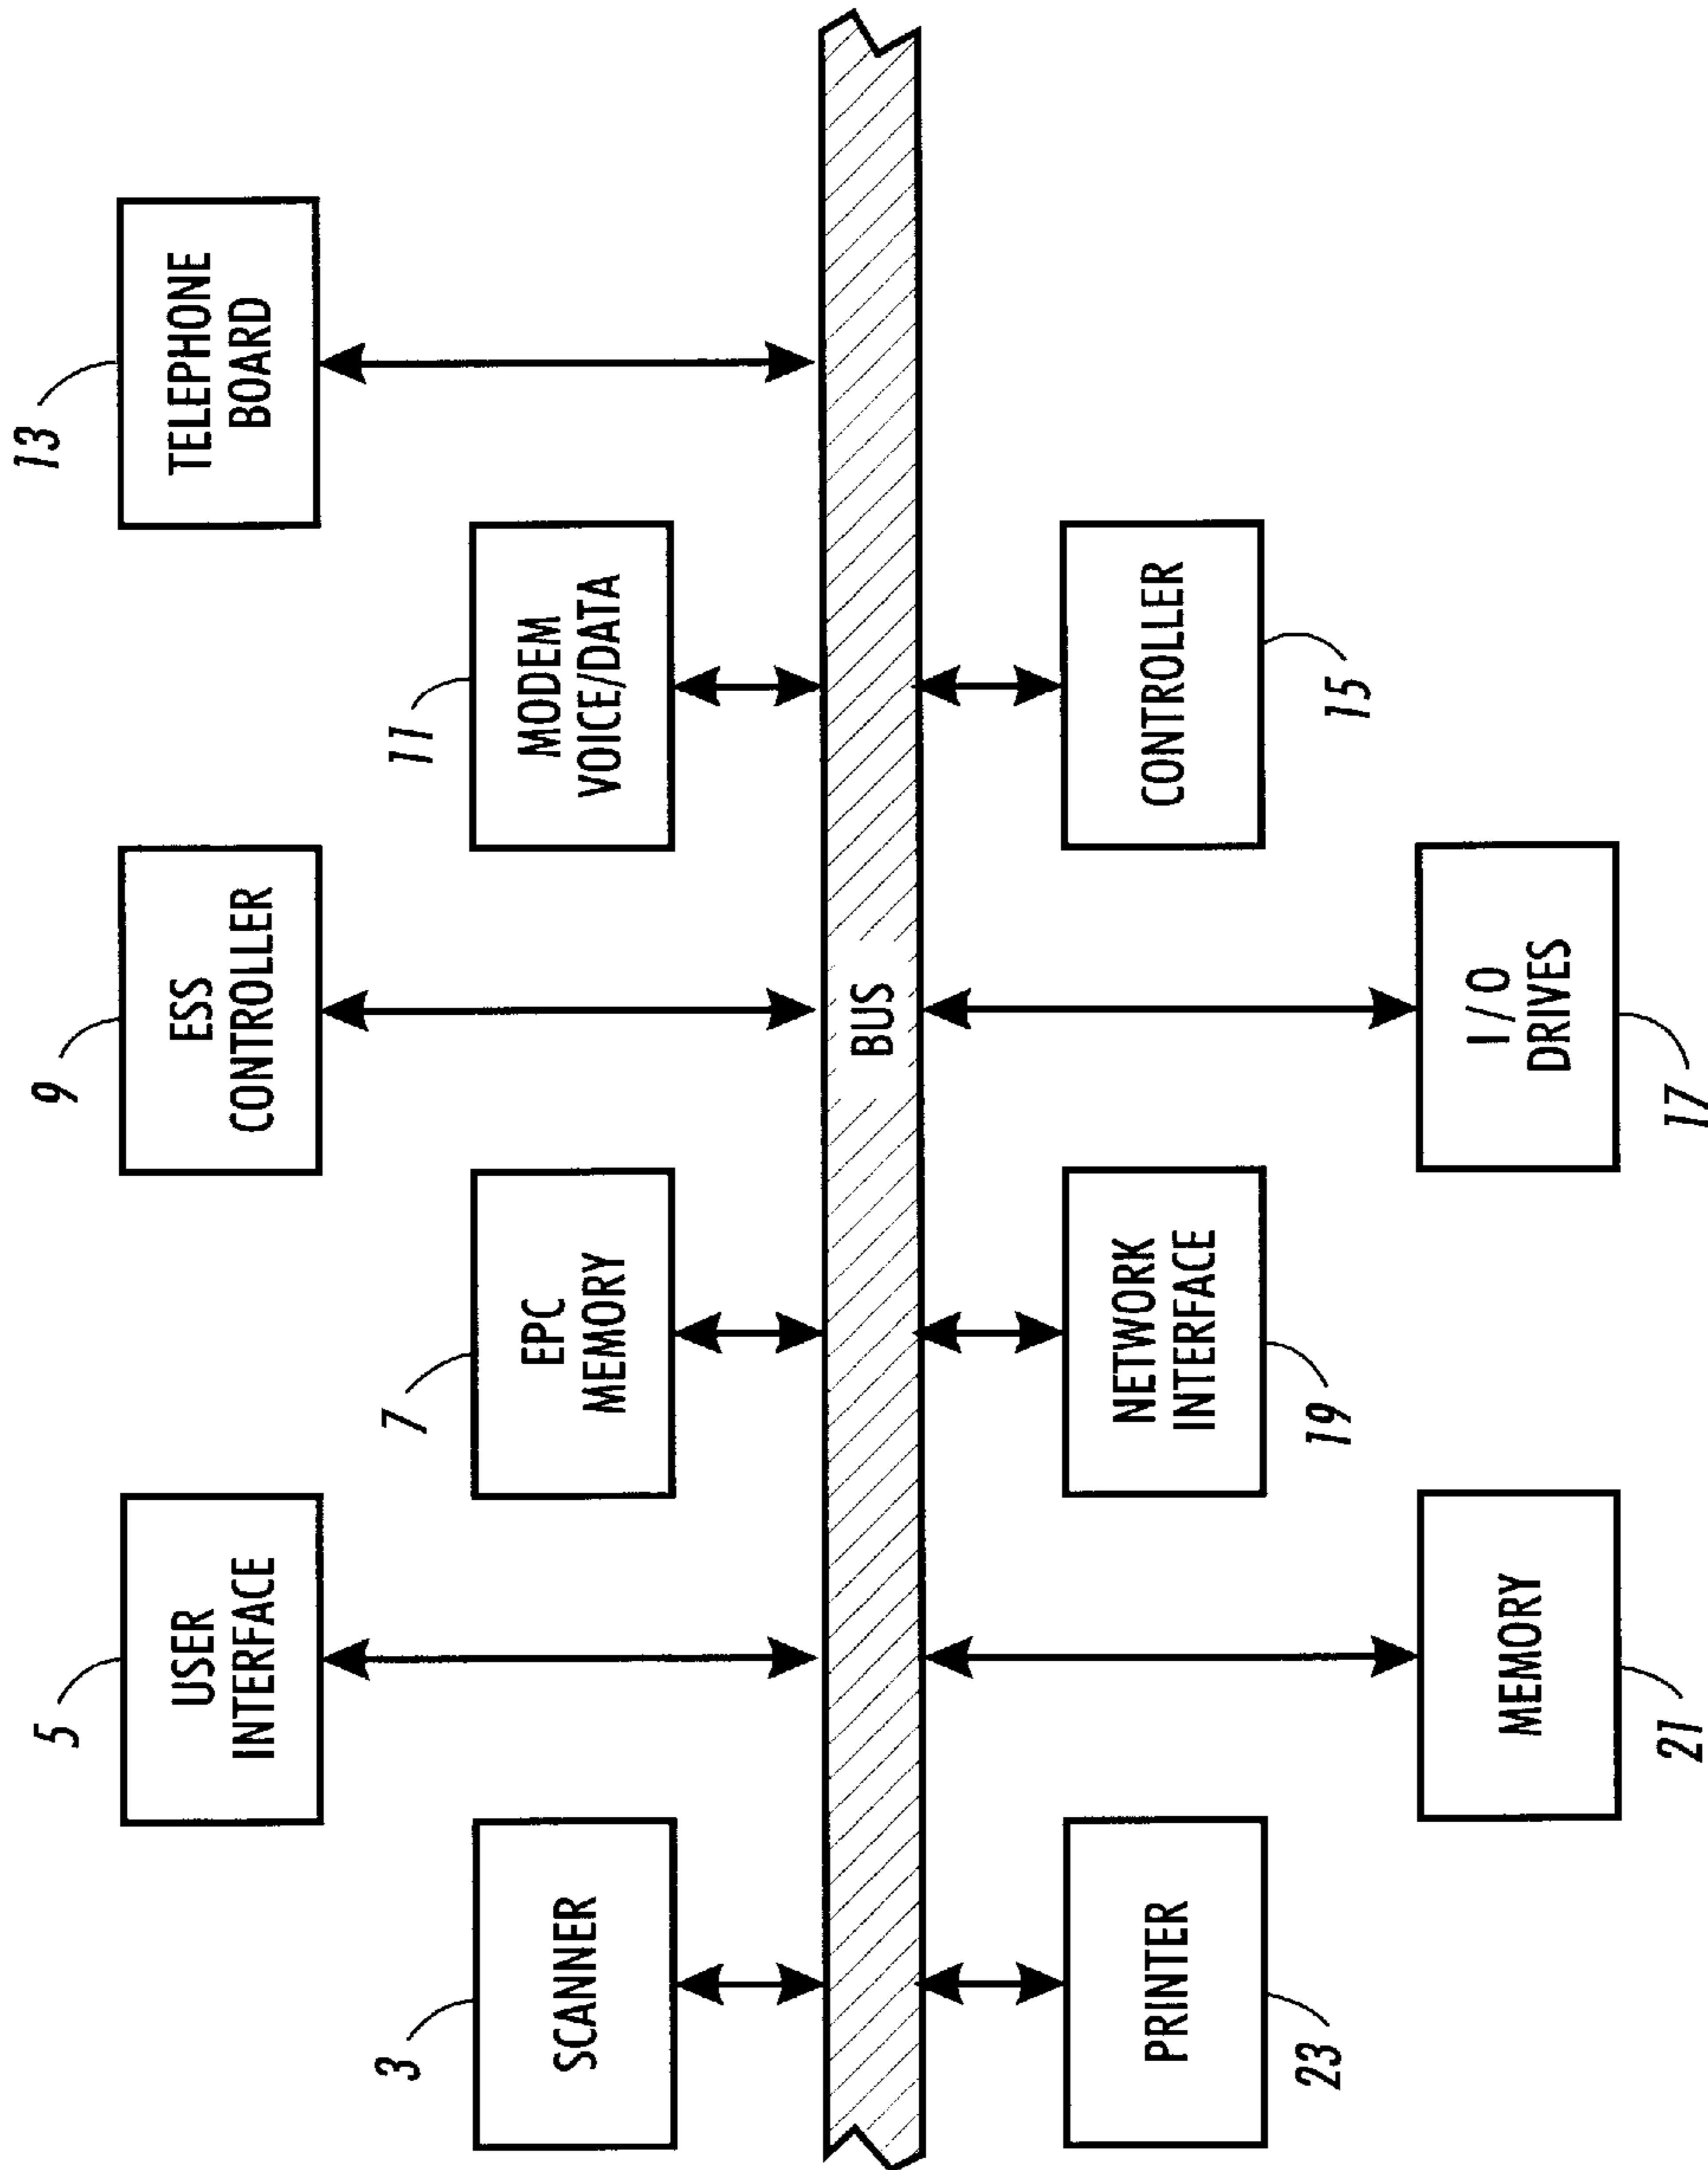 13
TELEPHONE
BOARD
9
ESS
CONTROLLER
5
USER
INTERFACE
11
MODEM
VOICE/DATA
7
EPC
MEMORY
3
SCANNER
BUS
CONTROLLER
15
NETWORK
INTERFACE
19
PRINTER
23
I/O
DRIVES
17
MEMORY
21